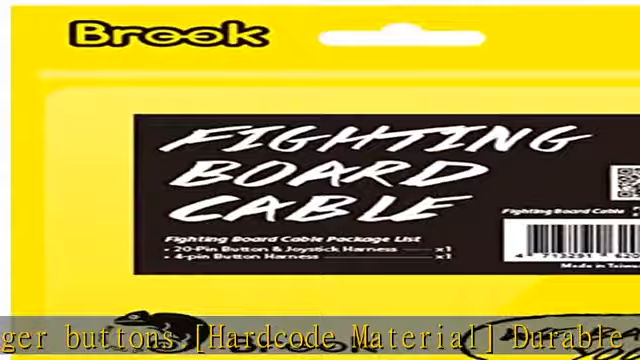 Brook
FIGHTING
BOARD
CABLE
Fighting Board Cable
Fighting Board Cable Package List
• 20-Pin Button & Joystick Harness x1
• 4-pin Button Harness x1
Made in Taiwan
Brook
ger buttons [Hardcode Material] Durable